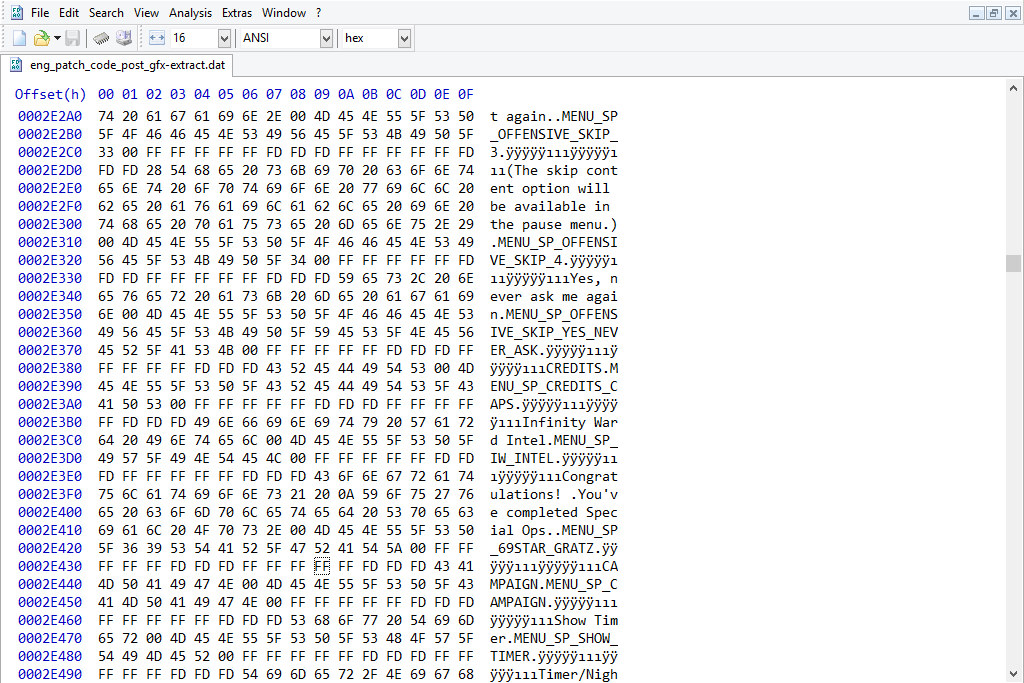 File Edit Search View Analysis Extras Window ?
16 ANSI hex
eng_patch_code_post_gfx-extract.dat
Offset(h) 00 01 02 03 04 05 06 07 08 09 0A 0B 0C 0D 0E 0F
0002E2A0 74 20 61 67 61 69 6E 2E 00 4D 45 4E 55 5F 53 50 t again..MENU_SP
0002E2B0 5F 4F 46 46 45 4E 53 49 56 45 5F 53 4B 49 50 5F _OFFENSIVE_SKIP_
0002E2C0 33 00 FF FF FF FF FF FD FD FD FF FF FF FF FF FD 3.ÿÿÿÿÿıııÿÿÿÿÿı
0002E2D0 FD FD 28 54 68 65 20 73 6B 69 70 20 63 6F 6E 74 ıı(The skip cont
0002E2E0 65 6E 74 20 6F 70 74 69 6F 6E 20 77 69 6C 6C 20 ent option will
0002E2F0 62 65 20 61 76 61 69 6C 61 62 6C 65 20 69 6E 20 be available in
0002E300 74 68 65 20 70 61 75 73 65 20 6D 65 6E 75 2E 29 the pause menu.)
0002E310 00 4D 45 4E 55 5F 53 50 5F 4F 46 46 45 4E 53 49 .MENU_SP_OFFENSI
0002E320 56 45 5F 53 4B 49 50 5F 34 00 FF FF FF FF FF FD VE_SKIP_4.ÿÿÿÿÿı
0002E330 FD FD FF FF FF FF FF FD FD FD 59 65 73 2C 20 6E ııÿÿÿÿÿıııYes, n
0002E340 65 76 65 72 20 61 73 6B 20 6D 65 20 61 67 61 69 ever ask me agai
0002E350 6E 00 4D 45 4E 55 5F 53 50 5F 4F 46 46 45 4E 53 n.MENU_SP_OFFENS
0002E360 49 56 45 5F 53 4B 49 50 5F 59 45 53 5F 4E 45 56 IVE_SKIP_YES_NEV
0002E370 45 52 5F 41 53 4B 00 FF FF FF FF FF FD FD FD FF ER_ASK.ÿÿÿÿÿıııÿ
0002E380 FF FF FF FF FD FD FD 43 52 45 44 49 54 53 00 4D ÿÿÿÿıııCREDITS.M
0002E390 45 4E 55 5F 53 50 5F 43 52 45 44 49 54 53 5F 43 ENU_SP_CREDITS_C
0002E3A0 41 50 53 00 FF FF FF FF FF FD FD FD FF FF FF FF APS.ÿÿÿÿÿıııÿÿÿÿ
0002E3B0 FF FD FD FD 49 6E 66 69 6E 69 74 79 20 57 61 72 ÿıııInfinity War
0002E3C0 64 20 49 6E 74 65 6C 00 4D 45 4E 55 5F 53 50 5F d Intel.MENU_SP_
0002E3D0 49 57 5F 49 4E 54 45 4C 00 FF FF FF FF FF FD FD IW_INTEL.ÿÿÿÿÿıı
0002E3E0 FD FF FF FF FF FF FD FD FD 43 6F 6E 67 72 61 74 ıÿÿÿÿÿıııCongrat
0002E3F0 75 6C 61 74 69 6F 6E 73 21 20 0A 59 6F 75 27 76 ulations! .You'v
0002E400 65 20 63 6F 6D 70 6C 65 74 65 64 20 53 70 65 63 e completed Spec
0002E410 69 61 6C 20 4F 70 73 2E 00 4D 45 4E 55 5F 53 50 ial Ops..MENU_SP
0002E420 5F 36 39 53 54 41 52 5F 47 52 41 54 5A 00 FF FF _69STAR_GRATZ.ÿÿ
0002E430 FF FF FF FD FD FD FF FF FF FF FF FD FD FD 43 41 ÿÿÿıııÿÿÿÿÿıııCA
0002E440 4D 50 41 49 47 4E 00 4D 45 4E 55 5F 53 50 5F 43 MPAIGN.MENU_SP_C
0002E450 41 4D 50 41 49 47 4E 00 FF FF FF FF FF FD FD FD AMPAIGN.ÿÿÿÿÿııı
0002E460 FF FF FF FF FF FD FD FD 53 68 6F 77 20 54 69 6D ÿÿÿÿÿıııShow Tim
0002E470 65 72 00 4D 45 4E 55 5F 53 50 5F 53 48 4F 57 5F er.MENU_SP_SHOW_
0002E480 54 49 4D 45 52 00 FF FF FF FF FF FD FD FD FF FF TIMER.ÿÿÿÿÿıııÿÿ
0002E490 FF FF FF FD FD FD 54 69 6D 65 72 2F 4E 69 67 68 ÿÿÿıııTimer/Nigh